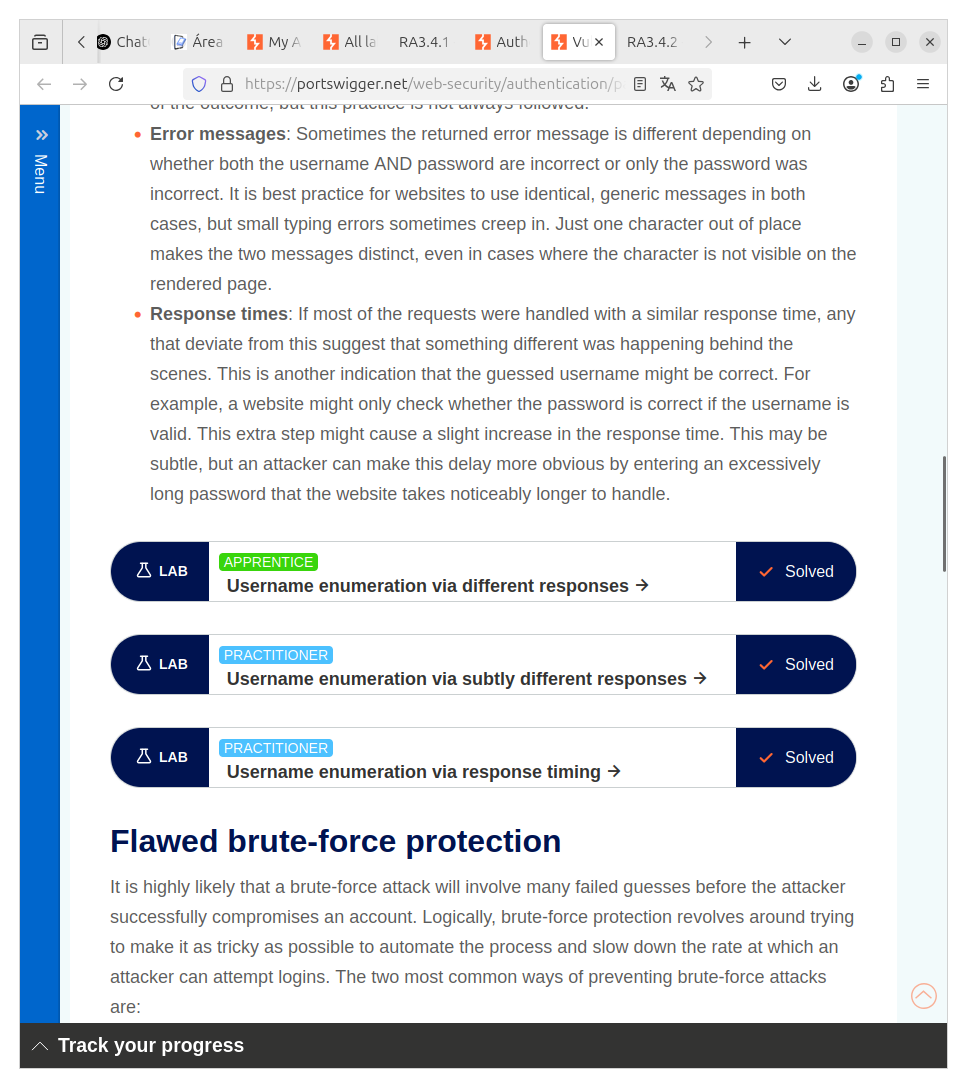 Chat
Área
My A
All la
RA3.4.1
Auth
Vu
RA3.4.2
https://portswigger.net/web-security/authentication/p
of the outcome, but this practice is not always followed.
Menu
Error messages: Sometimes the returned error message is different depending on
whether both the username AND password are incorrect or only the password was
incorrect. It is best practice for websites to use identical, generic messages in both
cases, but small typing errors sometimes creep in. Just one character out of place
makes the two messages distinct, even in cases where the character is not visible on the
rendered page.
Response times: If most of the requests were handled with a similar response time, any
that deviate from this suggest that something different was happening behind the
scenes. This is another indication that the guessed username might be correct. For
example, a website might only check whether the password is correct if the username is
valid. This extra step might cause a slight increase in the response time. This may be
subtle, but an attacker can make this delay more obvious by entering an excessively
long password that the website takes noticeably longer to handle.
LAB
APPRENTICE
Username enumeration via different responses
Solved
LAB
PRACTITIONER
Username enumeration via subtly different responses
Solved
LAB
PRACTITIONER
Username enumeration via response timing
Solved
Flawed brute-force protection
It is highly likely that a brute-force attack will involve many failed guesses before the attacker
successfully compromises an account. Logically, brute-force protection revolves around trying
to make it as tricky as possible to automate the process and slow down the rate at which an
attacker can attempt logins. The two most common ways of preventing brute-force attacks
are:
Track your progress